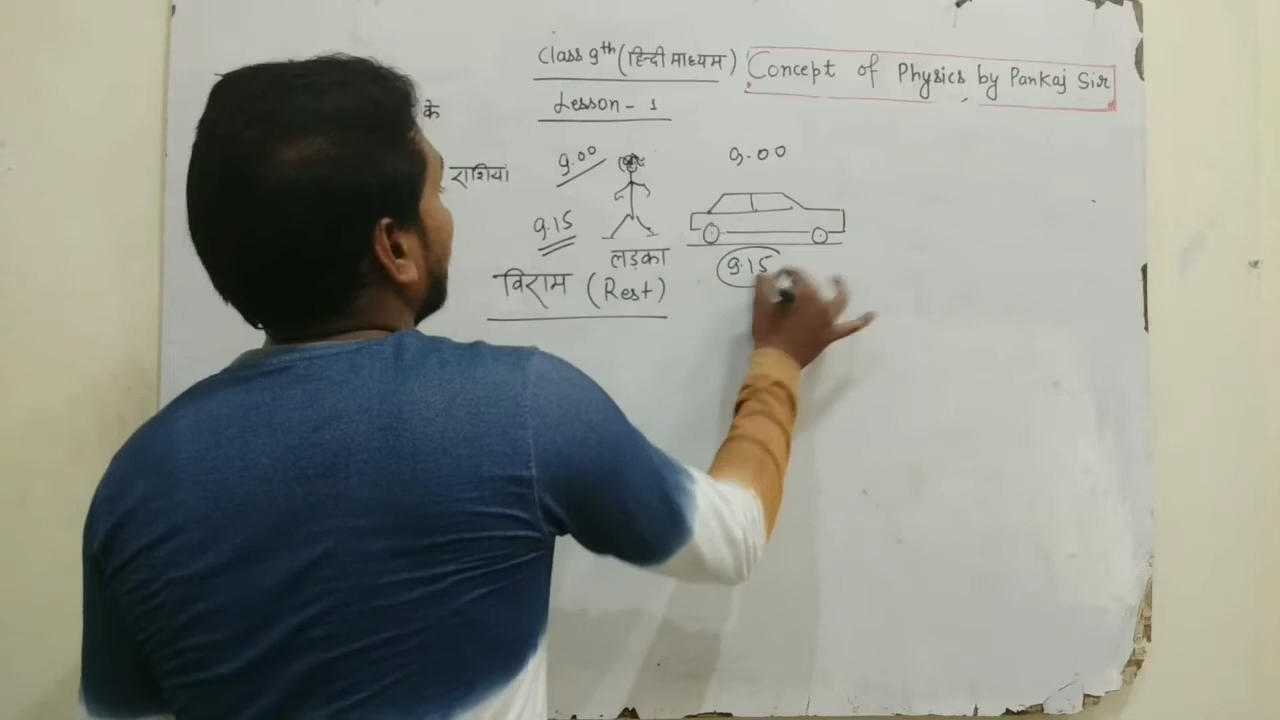 Class 9th (हिन्दी माध्यम) Concept of Physics by Pankaj Sir
Lesson - 1
के
राशियां
9.00
9.00
9.15
लड़का
9.15
विराम (Rest)